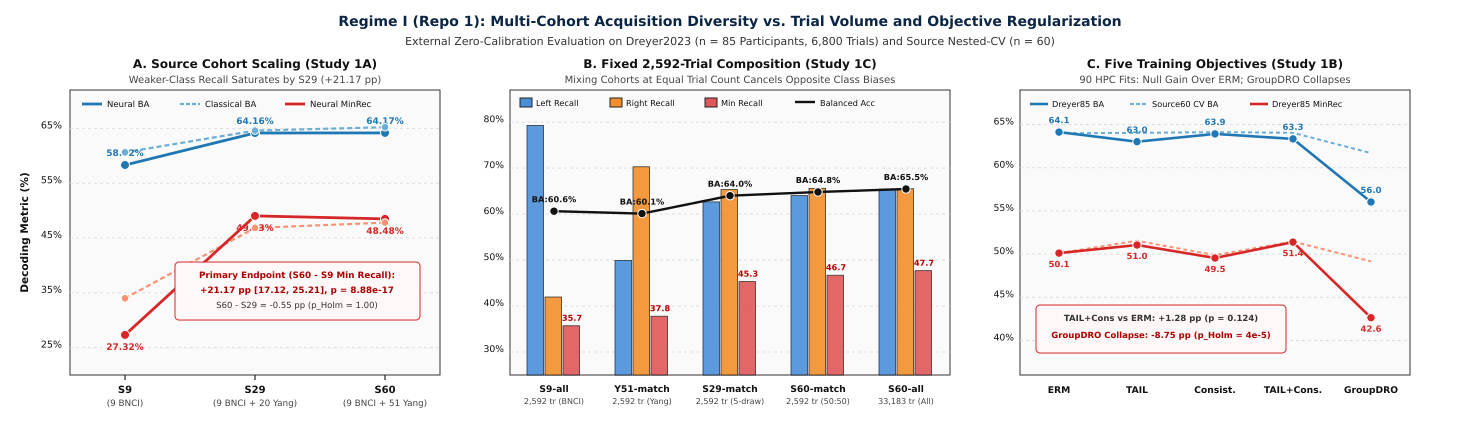 Regime I (Repo 1): Multi-Cohort Acquisition Diversity vs. Trial Volume and Objective Regularization
External Zero-Calibration Evaluation on Dreyer2023 (n = 85 Participants, 6,800 Trials) and Source Nested-CV (n = 60)
A. Source Cohort Scaling (Study 1A)
Weaker-Class Recall Saturates by S29 (+21.17 pp)
Neural BA
Classical BA
Neural MinRec
Decoding Metric (%)
65%
55%
45%
35%
25%
64.16%
64.17%
48.48%
27.32%
Primary Endpoint (S60 - S9 Min Recall):
+21.17 pp [17.12, 25.21], p = 8.88e-17
S60 - S29 = -0.55 pp (p_Holm = 1.00)
S9
S29
S60
(9 BNCI)
(9 BNCI + 20 Yang)
(9 BNCI + 51 Yang)
B. Fixed 2,592-Trial Composition (Study 1C)
Mixing Cohorts at Equal Trial Count Cancels Opposite Class Biases
Left Recall
Right Recall
Min Recall
Balanced Acc
80%
70%
60%
50%
40%
30%
BA:60.6%
BA:60.1%
BA:64.0%
BA:64.8%
BA:65.5%
35.7
37.8
45.3
46.7
47.7
S9-all
Y51-match
S29-match
S60-match
S60-all
2,592 tr (BNCI)
2,592 tr (Yang)
2,592 tr (5-draw)
2,592 tr (50:50)
33,183 tr (All)
C. Five Training Objectives (Study 1B)
90 HPC Fits: Null Gain Over ERM; GroupDRO Collapses
Dreyer85 BA
Source60 CV BA
Dreyer85 MinRec
65%
60%
55%
50%
45%
40%
64.1
63.0
63.9
63.3
56.0
50.1
51.0
49.5
51.4
42.6
TAIL+Cons vs ERM: +1.28 pp (p = 0.124)
GroupDRO Collapse: -8.75 pp (p_Holm = 4e-5)
ERM
TAIL
Consist.
TAIL+Cons.
GroupDRO